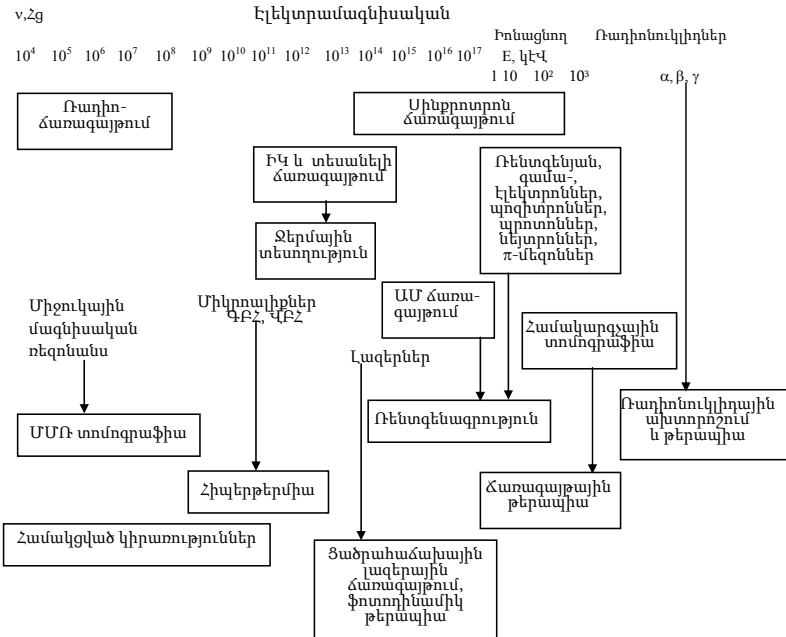 ν,Հց
Էլեկտրամագնիսական
Իոնացնող
Ռադիոնուկլիդներ
10⁴ 10⁵ 10⁶ 10⁷ 10⁸ 10⁹ 10¹⁰ 10¹¹ 10¹² 10¹³ 10¹⁴ 10¹⁵ 10¹⁶ 10¹⁷
E, կէՎ
1 10 10² 10³
α, β, γ
Ռադիո-
ճառագայթում
Սինքրոտրոն
ճառագայթում
ԻԿ և տեսանելի
ճառագայթում
Ջերմային
տեսողություն
Ռենտգենյան,
գամա-,
էլեկտրոններ,
պոզիտրոններ,
պրոտոններ,
նեյտրոններ,
π-մեզոններ
Միջուկային
մագնիսական
ռեզոնանս
Միկրոալիքներ
ԳԲՀ, ՎԲՀ
ԱՄ ճառա-
գայթում
Լազերներ
Համակարգչային
տոմոգրաֆիա
ՄՄՌ տոմոգրաֆիա
Ռենտգենագրություն
Ռադիոնուկլիդային
ախտորոշում
և թերապիա
Հիպերթերմիա
Ճառագայթային
թերապիա
Համակցված կիրառություններ
Ցածրահաճախային
լազերային
ճառագայթում,
ֆոտոդինամիկ
թերապիա